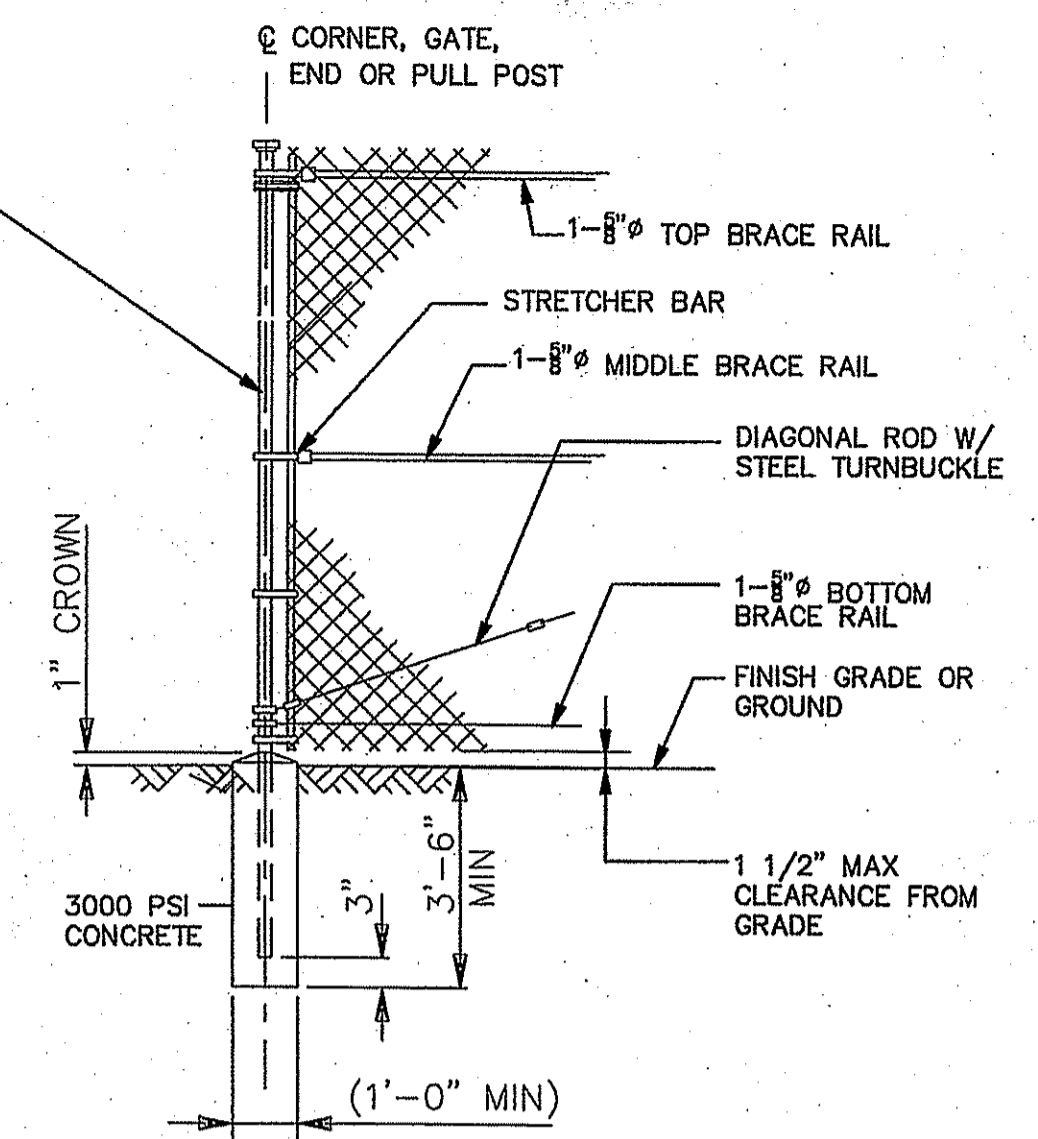 ℄ CORNER, GATE,
END OR PULL POST
1-5/8"⌀ TOP BRACE RAIL
STRETCHER BAR
1-5/8"⌀ MIDDLE BRACE RAIL
DIAGONAL ROD W/
STEEL TURNBUCKLE
1" CROWN
1-5/8"⌀ BOTTOM
BRACE RAIL
FINISH GRADE OR
GROUND
3"
3'-6"
MIN
1 1/2" MAX
CLEARANCE FROM
GRADE
3000 PSI
CONCRETE
(1'-0" MIN)